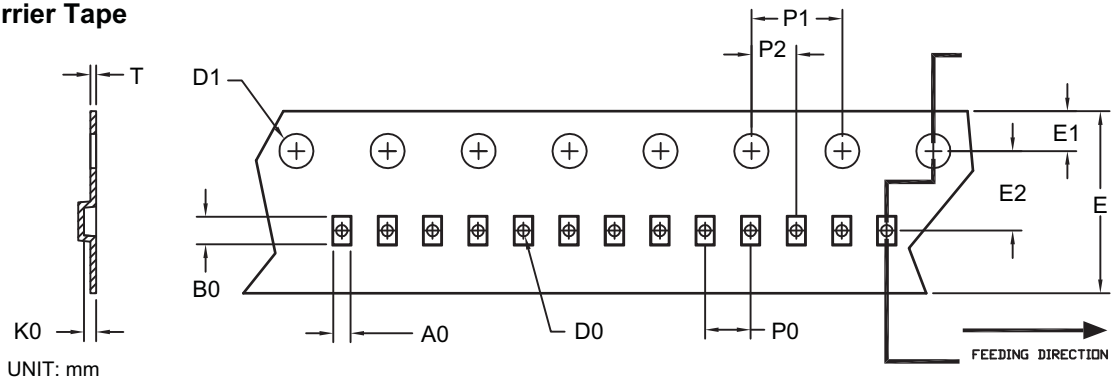 rrier Tape
P1
P2
T
D1
E1
E2
E
B0
K0
A0
D0
P0
FEEDING DIRECTION
UNIT: mm